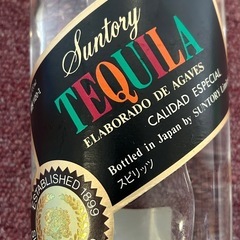 Suntory
TEQUILA
ELABORADO DE AGAVES
CALIDAD ESPECIAL
Bottled in Japan by SUNTORY
スピリッツ
ESTABLISHED 1899